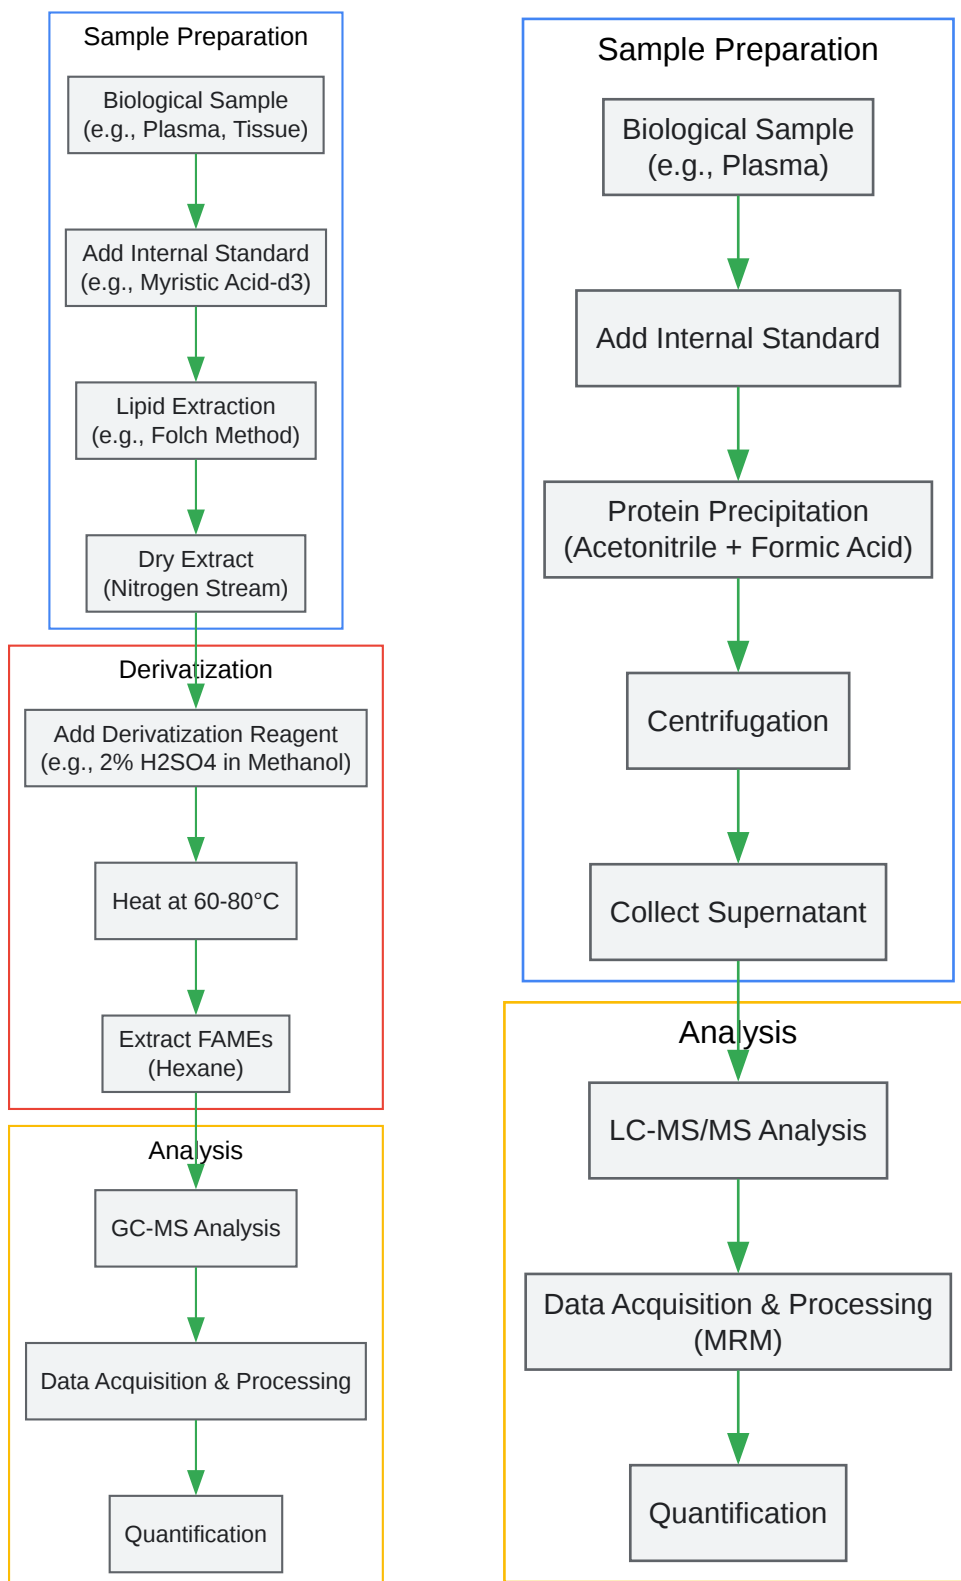 Sample Preparation
Biological Sample
(e.g., Plasma, Tissue)
Add Internal Standard
(e.g., Myristic Acid-d3)
Lipid Extraction
(e.g., Folch Method)
Dry Extract
(Nitrogen Stream)
Derivatization
Add Derivatization Reagent
(e.g., 2% H2SO4 in Methanol)
Heat at 60-80°C
Extract FAMEs
(Hexane)
Analysis
GC-MS Analysis
Data Acquisition & Processing
Quantification
Sample Preparation
Biological Sample
(e.g., Plasma)
Add Internal Standard
Protein Precipitation
(Acetonitrile + Formic Acid)
Centrifugation
Collect Supernatant
Analysis
LC-MS/MS Analysis
Data Acquisition & Processing
(MRM)
Quantification